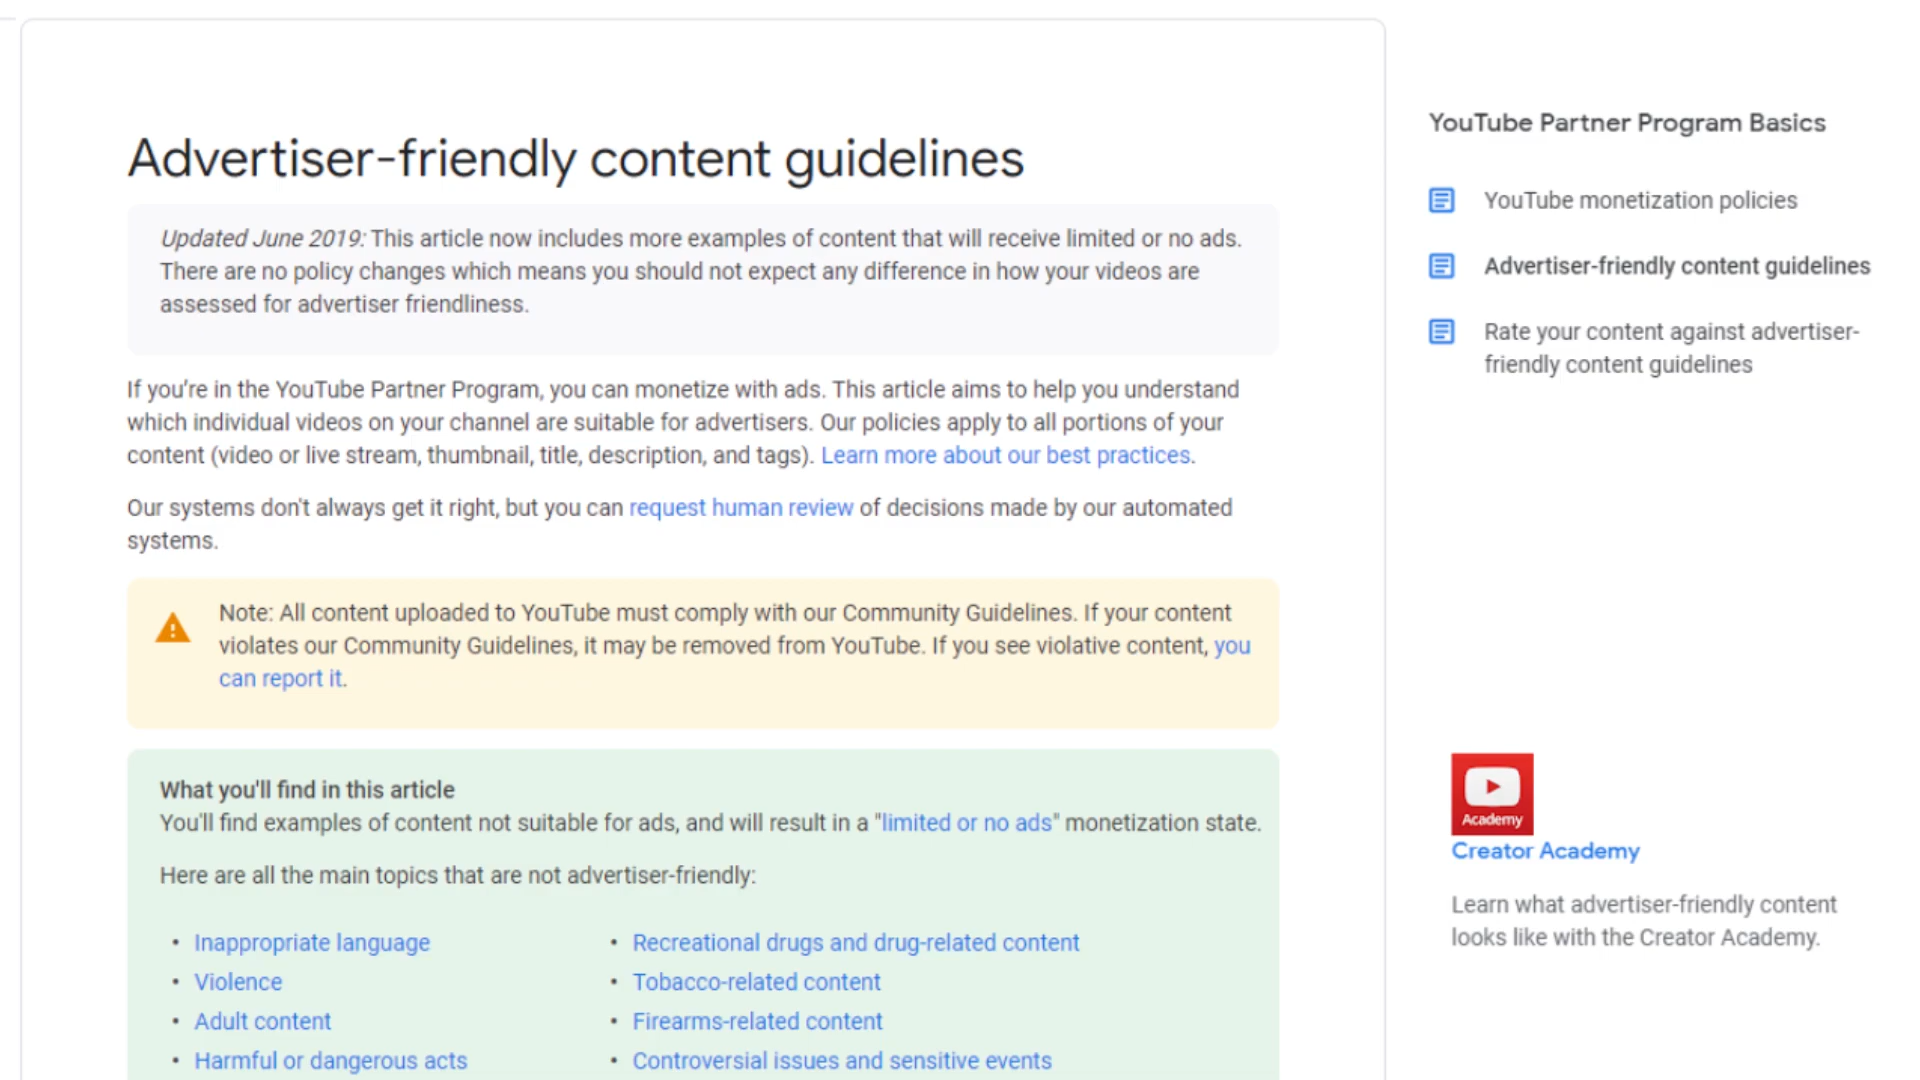 Advertiser-friendly content guidelines
Updated June 2019: This article now includes more examples of content that will receive limited or no ads.
There are no policy changes which means you should not expect any difference in how your videos are
assessed for advertiser friendliness.
If you’re in the YouTube Partner Program, you can monetize with ads. This article aims to help you understand
which individual videos on your channel are suitable for advertisers. Our policies apply to all portions of your
content (video or live stream, thumbnail, title, description, and tags). Learn more about our best practices.
Our systems don't always get it right, but you can request human review of decisions made by our automated
systems.
Note: All content uploaded to YouTube must comply with our Community Guidelines. If your content
violates our Community Guidelines, it may be removed from YouTube. If you see violative content, you
can report it.
What you'll find in this article
You'll find examples of content not suitable for ads, and will result in a "limited or no ads" monetization state.
Here are all the main topics that are not advertiser-friendly:
• Inappropriate language
• Violence
• Adult content
• Harmful or dangerous acts
• Recreational drugs and drug-related content
• Tobacco-related content
• Firearms-related content
• Controversial issues and sensitive events
YouTube Partner Program Basics
YouTube monetization policies
Advertiser-friendly content guidelines
Rate your content against advertiser-
friendly content guidelines
Academy
Creator Academy
Learn what advertiser-friendly content
looks like with the Creator Academy.